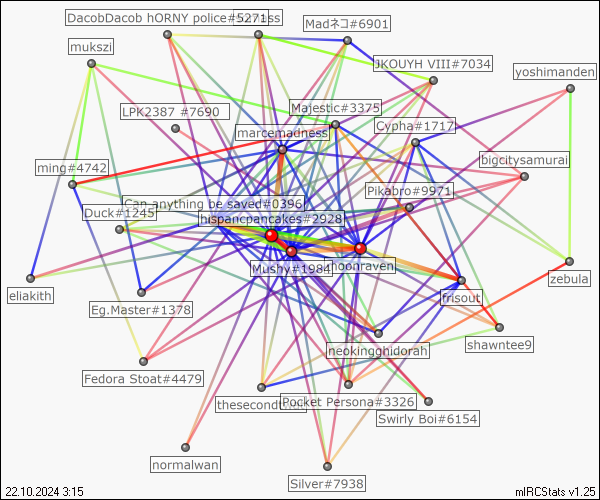 DacobDacob hORNY police#5271
Madネコ#6901
mukszi
JKOUYH VIII#7034
yoshimanden
LPK2387 #7690
Majestic#3375
marcemadness
Cypha#1717
ming#4742
bigcitysamurai
Pikabro#9971
Can anything be saved#0396
Duck#1245
hispanicpancakes#2928
Mushy#1984
moonraven
eliakith
Eg.Master#1378
frisout
zebula
neokingghidorah
shawntee9
Fedora Stoat#4479
Pocket Persona#3326
Swirly Boi#6154
normalwan
Silver#7938
22.10.2024 3:15
mIRCStats v1.25